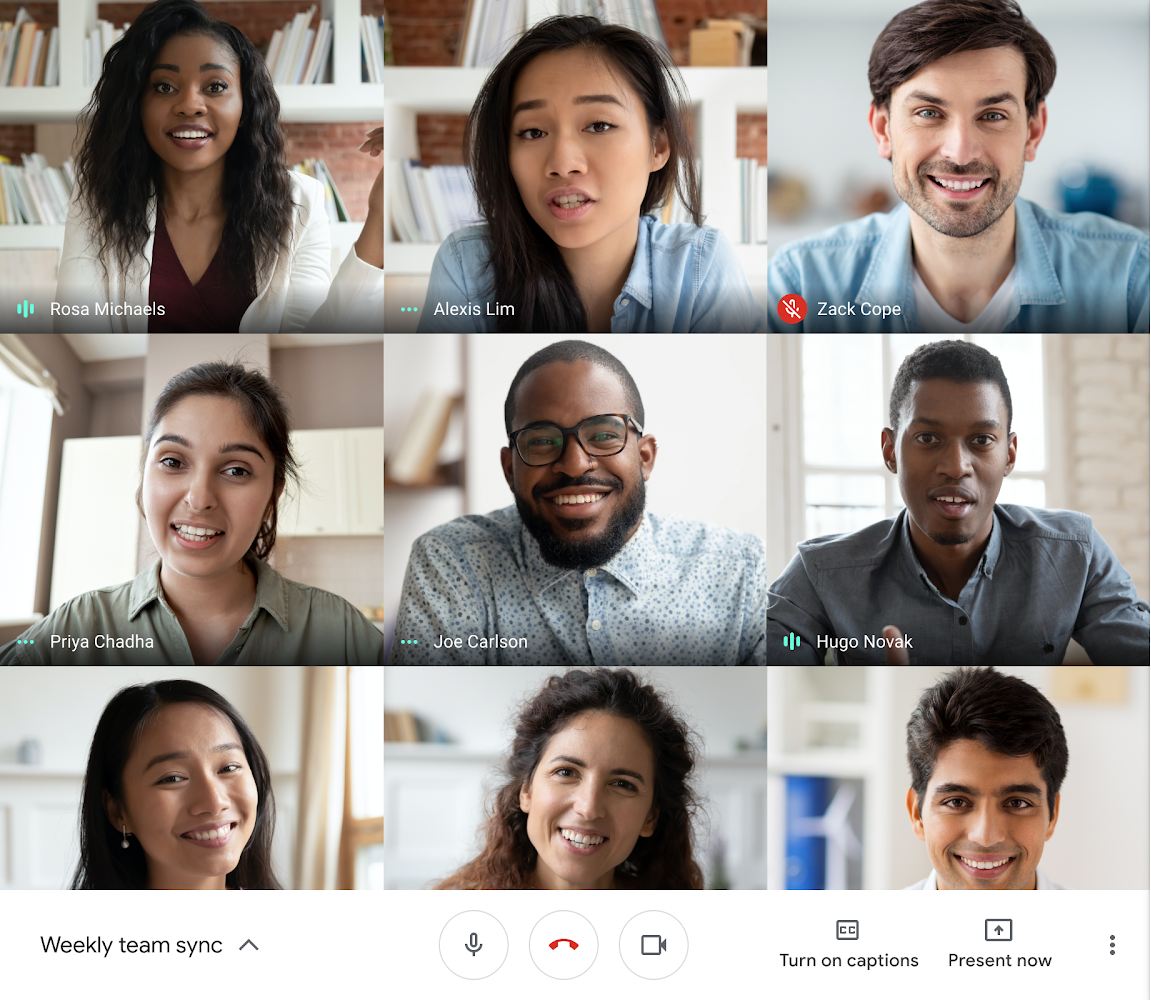 Rosa Michaels
Alexis Lim
Zack Cope
Priya Chadha
Joe Carlson
Hugo Novak
Weekly team sync
CC
Turn on captions
Present now